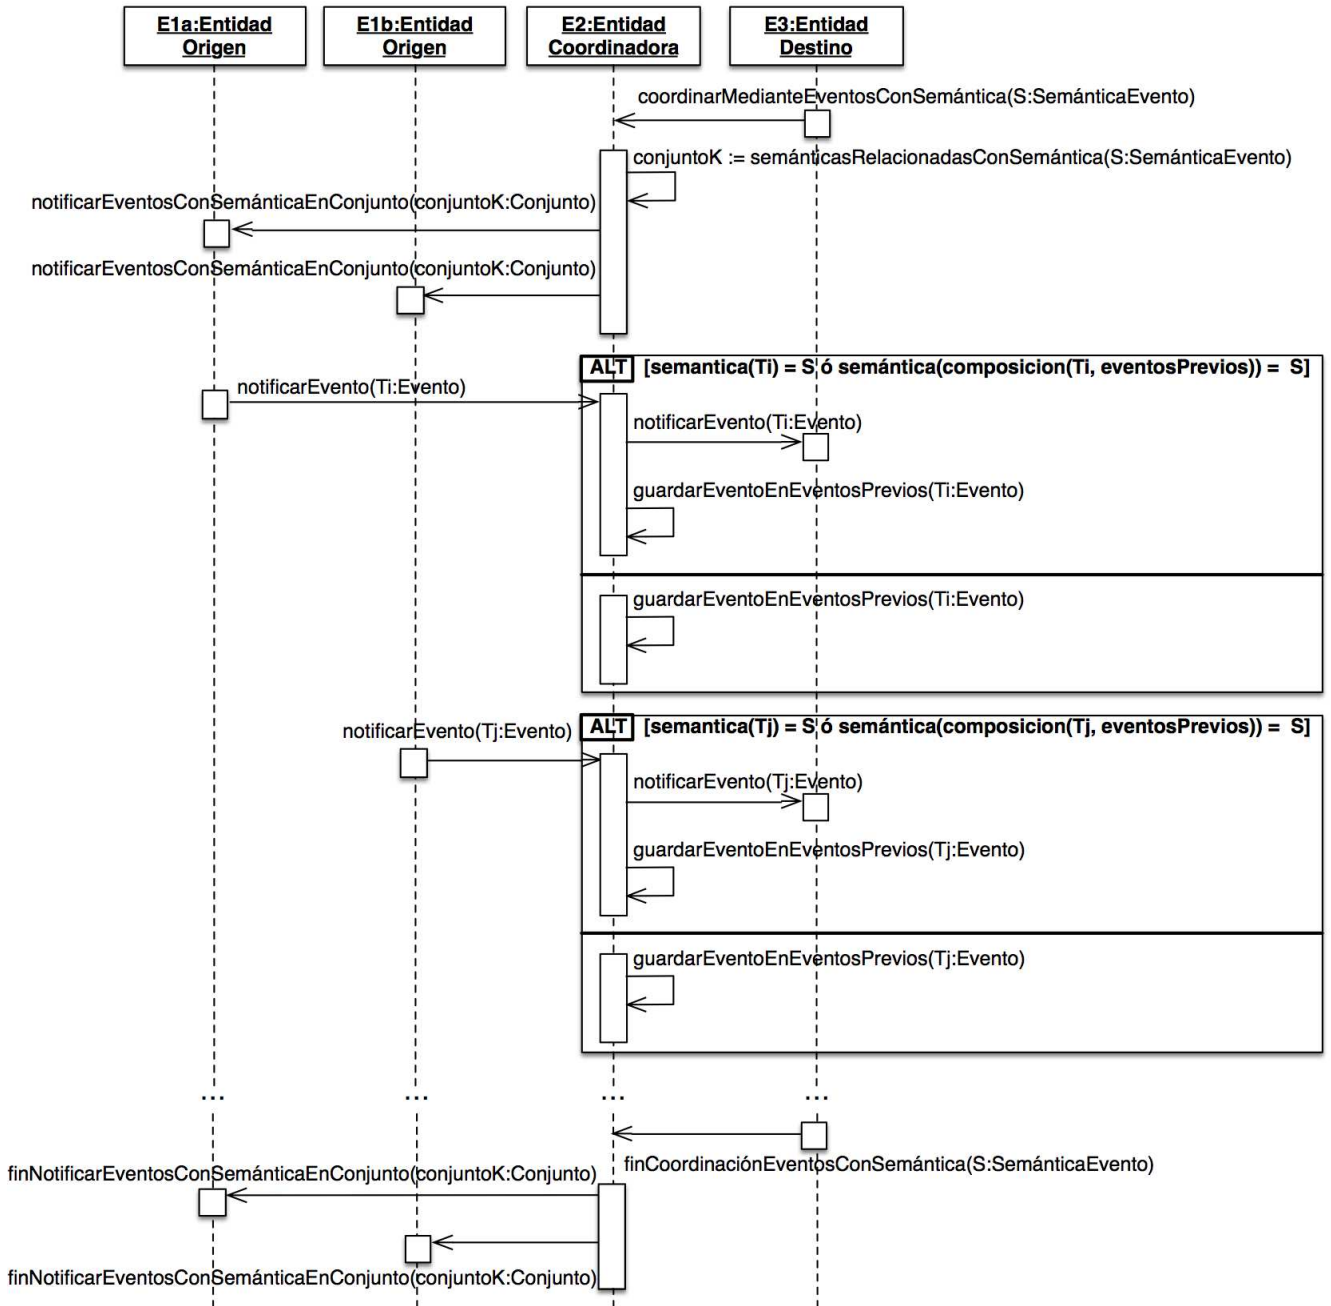 E1a:Entidad
Origen
E1b:Entidad
Origen
E2:Entidad
Coordinadora
E3:Entidad
Destino
coordinarMedianteEventosConSemántica(S:SemánticaEvento)
conjuntoK := semánticasRelacionadasConSemántica(S:SemánticaEvento)
notificarEventosConSemánticaEnConjunto(conjuntoK:Conjunto)
notificarEventosConSemánticaEnConjunto(conjuntoK:Conjunto)
ALT [semantica(Ti) = S ó semántica(composicion(Ti, eventosPrevios)) = S]
notificarEvento(Ti:Evento)
notificarEvento(Ti:Evento)
guardarEventoEnEventosPrevios(Ti:Evento)
guardarEventoEnEventosPrevios(Ti:Evento)
ALT [semantica(Tj) = S ó semántica(composicion(Tj, eventosPrevios)) = S]
notificarEvento(Tj:Evento)
notificarEvento(Tj:Evento)
guardarEventoEnEventosPrevios(Tj:Evento)
guardarEventoEnEventosPrevios(Tj:Evento)
... ... ... ...
finCoordinaciónEventosConSemántica(S:SemánticaEvento)
finNotificarEventosConSemánticaEnConjunto(conjuntoK:Conjunto)
finNotificarEventosConSemánticaEnConjunto(conjuntoK:Conjunto)